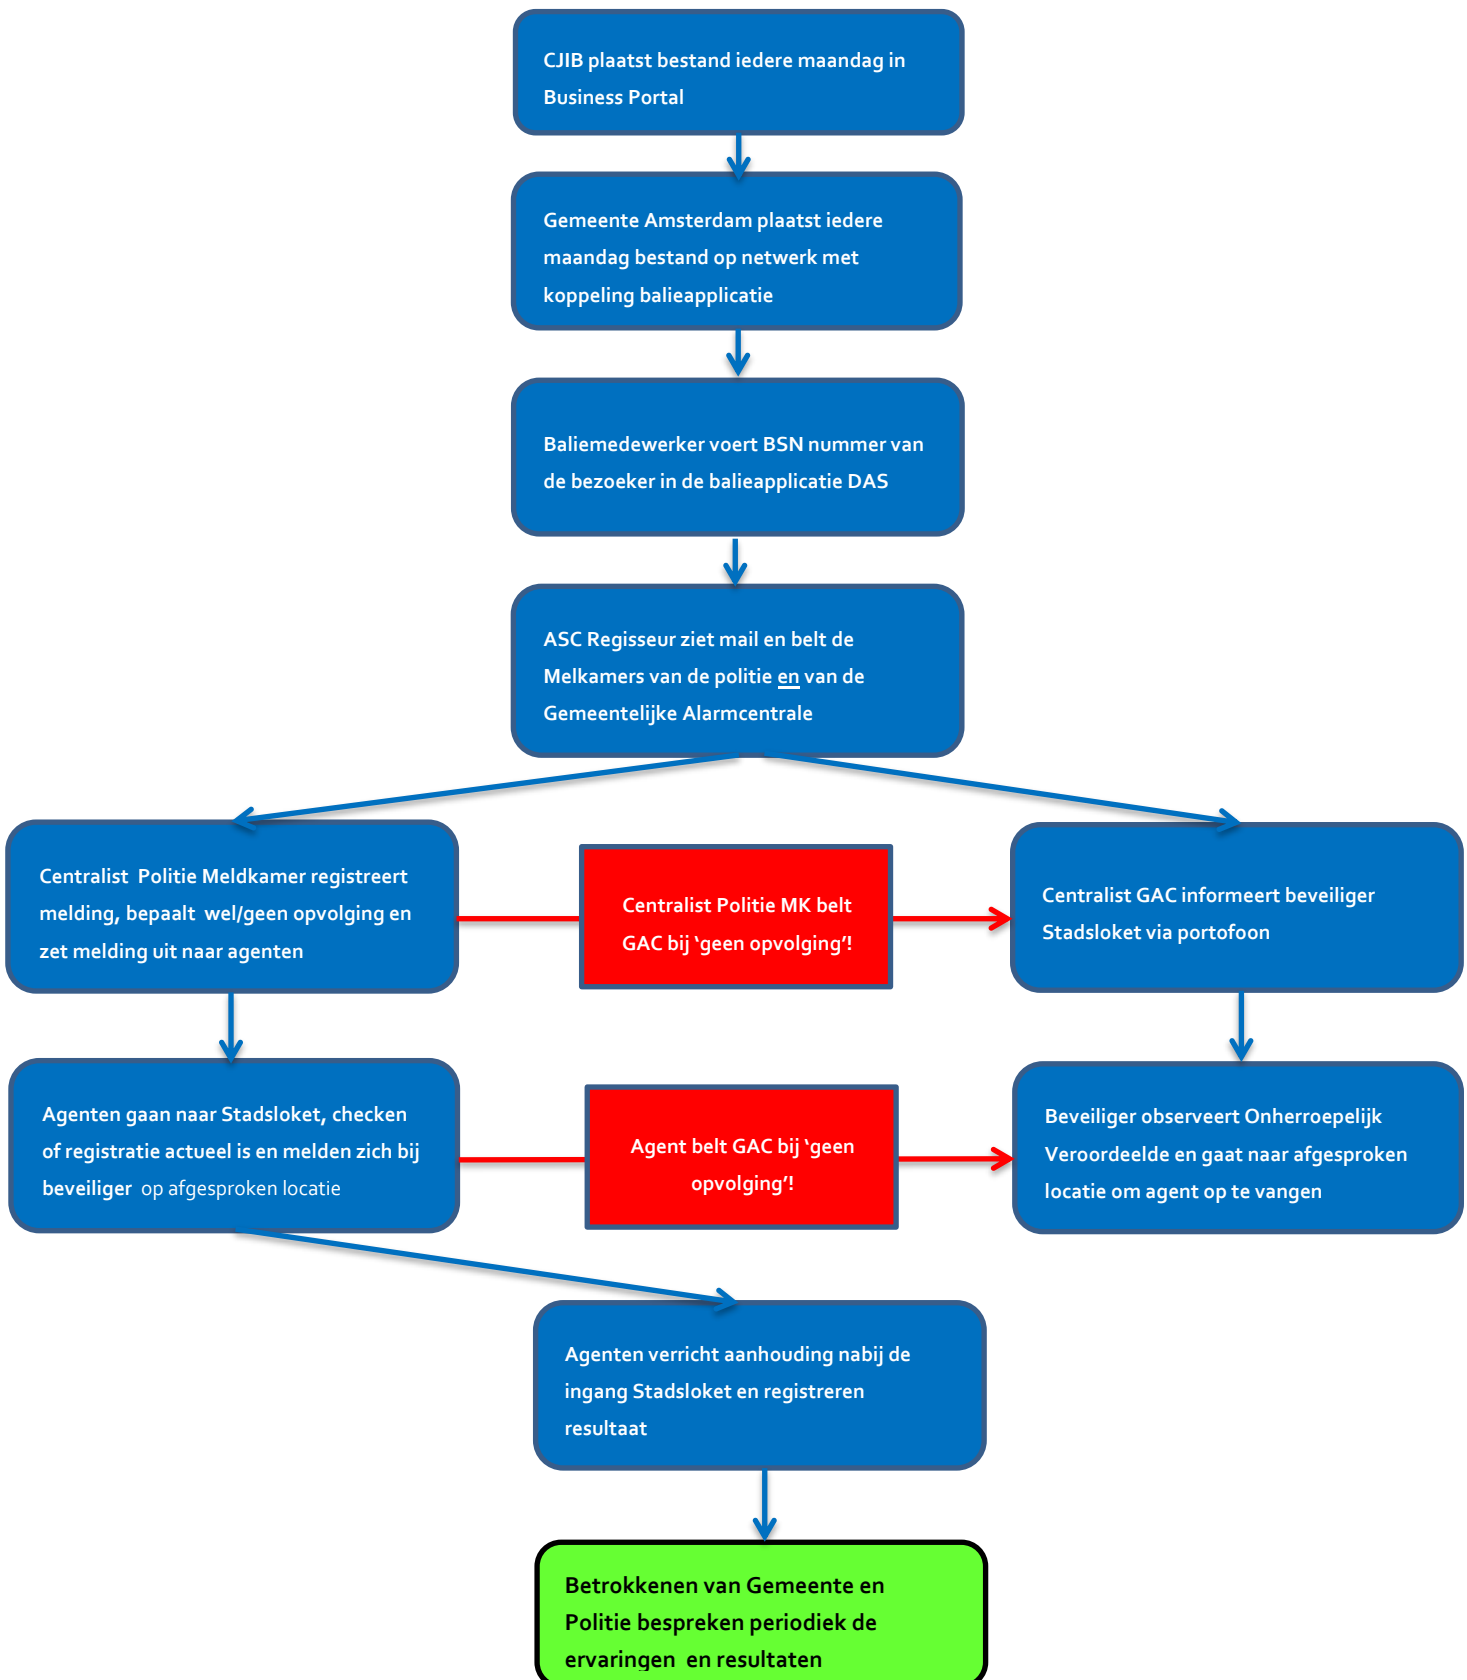 CJIB plaatst bestand iedere maandag in
Business Portal
Gemeente Amsterdam plaatst iedere
maandag bestand op netwerk met
koppeling balieapplicatie
Baliemedewerker voert BSN nummer van
de bezoeker in de balieapplicatie DAS
ASC Regisseur ziet mail en belt de
Melkamers van de politie en van de
Gemeentelijke Alarmcentrale
Centralist Politie Meldkamer registreert
melding, bepaalt wel/geen opvolging en
zet melding uit naar agenten
Centralist Politie MK belt
GAC bij ‘geen opvolging’!
Centralist GAC informeert beveiliger
Stadsloket via portofoon
Agenten gaan naar Stadsloket, checken
of registratie actueel is en melden zich bij
beveiliger op afgesproken locatie
Agent belt GAC bij ‘geen
opvolging’!
Beveiliger observeert Onherroepelijk
Veroordeelde en gaat naar afgesproken
locatie om agent op te vangen
Agenten verricht aanhouding nabij de
ingang Stadsloket en registreren
resultaat
Betrokkenen van Gemeente en
Politie bespreken periodiek de
ervaringen en resultaten